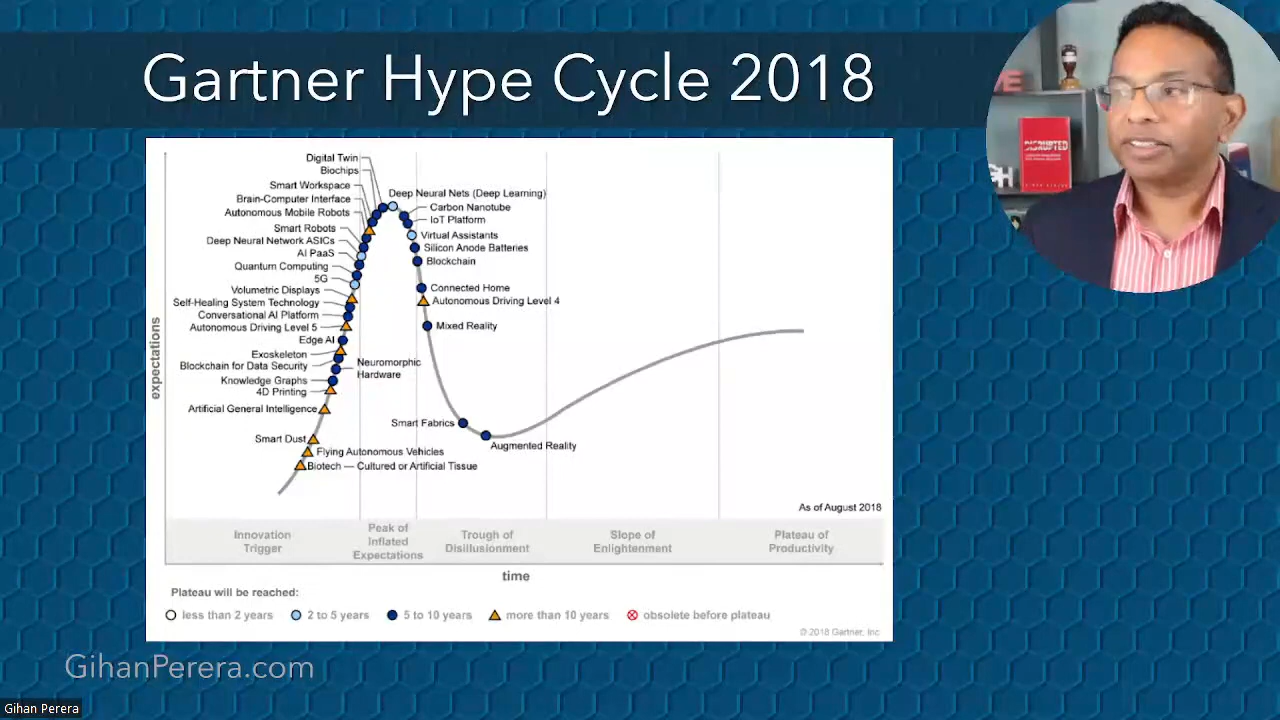 Gartner Hype Cycle 2018
DISRUPTED
Digital Twin
Biochips
Smart Workspace
Brain-Computer Interface
Autonomous Mobile Robots
Smart Robots
Deep Neural Network ASICs
AI PaaS
Quantum Computing
5G
Volumetric Displays
Self-Healing System Technology
Conversational AI Platform
Autonomous Driving Level 5
Edge AI
Exoskeleton
Blockchain for Data Security
Neuromorphic
Hardware
Knowledge Graphs
4D Printing
Artificial General Intelligence
Smart Dust
Flying Autonomous Vehicles
Biotech — Cultured or Artificial Tissue
Deep Neural Nets (Deep Learning)
Carbon Nanotube
IoT Platform
Virtual Assistants
Silicon Anode Batteries
Blockchain
Connected Home
Autonomous Driving Level 4
Mixed Reality
Smart Fabrics
Augmented Reality
expectations
As of August 2018
Innovation
Trigger
Peak of
Inflated
Expectations
Trough of
Disillusionment
Slope of
Enlightenment
Plateau of
Productivity
time
Plateau will be reached:
less than 2 years
2 to 5 years
5 to 10 years
more than 10 years
obsolete before plateau
© 2018 Gartner, Inc.
GihanPerera.com
Gihan Perera